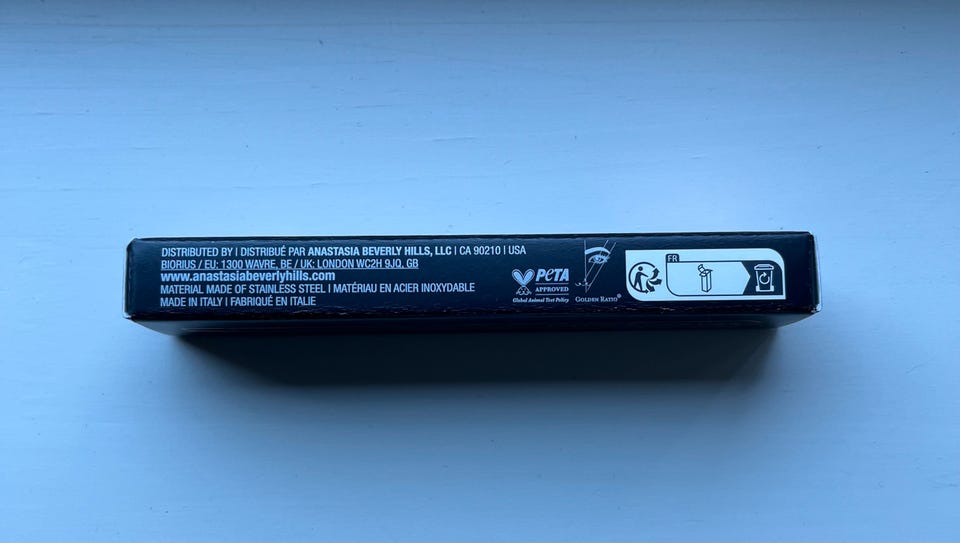 DISTRIBUTED BY | DISTRIBUÉ PAR ANASTASIA BEVERLY HILLS, LLC | CA 90210 | USA
BIORIUS / EU: 1300 WAVRE, BE / UK: LONDON WC2H 9JQ, GB
www.anastasiabeverlyhills.com
MATERIAL MADE OF STAINLESS STEEL | MATÉRIAU EN ACIER INOXYDABLE
MADE IN ITALY | FABRIQUÉ EN ITALIE
PETA
APPROVED
Global Animal Test Policy
GOLDEN RATIO®
FR